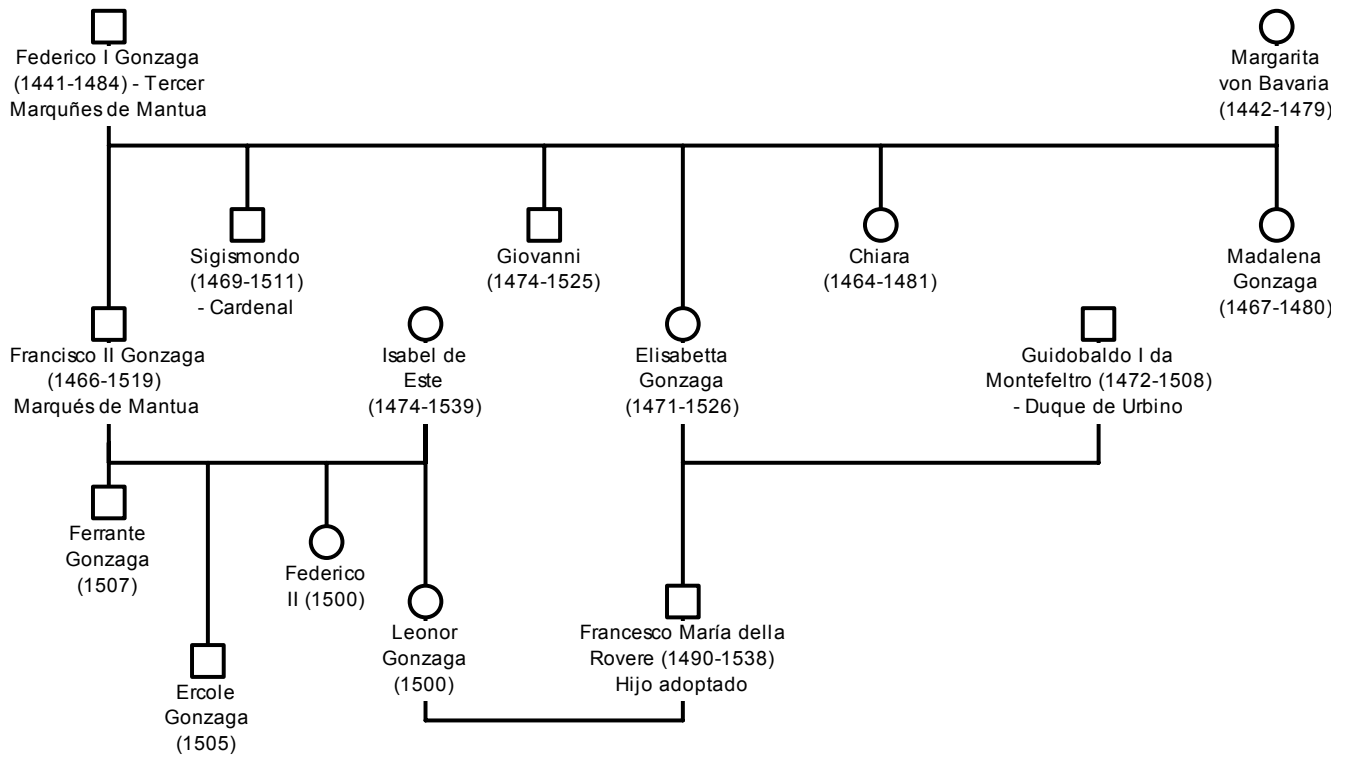 Federico I Gonzaga
(1441-1484) - Tercer
Marquñes de Mantua
Margarita
von Bavaria
(1442-1479)
Sigismondo
(1469-1511)
- Cardenal
Giovanni
(1474-1525)
Chiara
(1464-1481)
Madalena
Gonzaga
(1467-1480)
Francisco II Gonzaga
(1466-1519)
Marqués de Mantua
Isabel de
Este
(1474-1539)
Elisabetta
Gonzaga
(1471-1526)
Guidobaldo I da
Montefeltro (1472-1508)
- Duque de Urbino
Ferrante
Gonzaga
(1507)
Federico
II (1500)
Leonor
Gonzaga
(1500)
Francesco María della
Rovere (1490-1538)
Hijo adoptado
Ercole
Gonzaga
(1505)